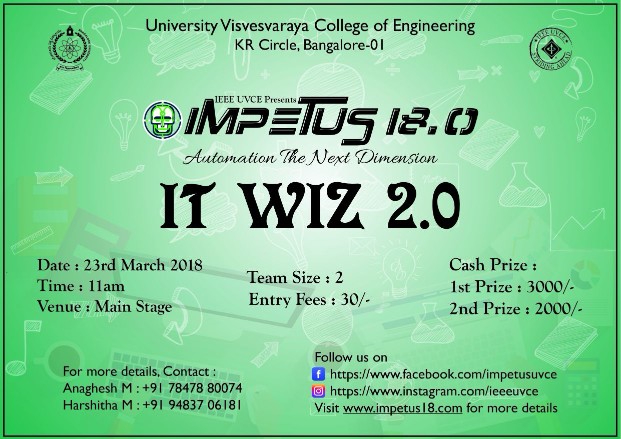 University Visvesvaraya College of Engineering
KR Circle, Bangalore-01
IEEE UVCE Presents
IMPETUS 18.0
Automation The Next Dimension
IT WIZ 2.0
Date : 23rd March 2018
Time : 11am
Venue : Main Stage
Team Size : 2
Entry Fees : 30/-
Cash Prize :
1st Prize : 3000/-
2nd Prize : 2000/-
For more details, Contact :
Anaghesh M : +91 78478 80074
Harshitha M : +91 94837 06181
Follow us on
https://www.facebook.com/impetusuvce
https://www.instagram.com/ieeeuvce
Visit www.impetus18.com for more details